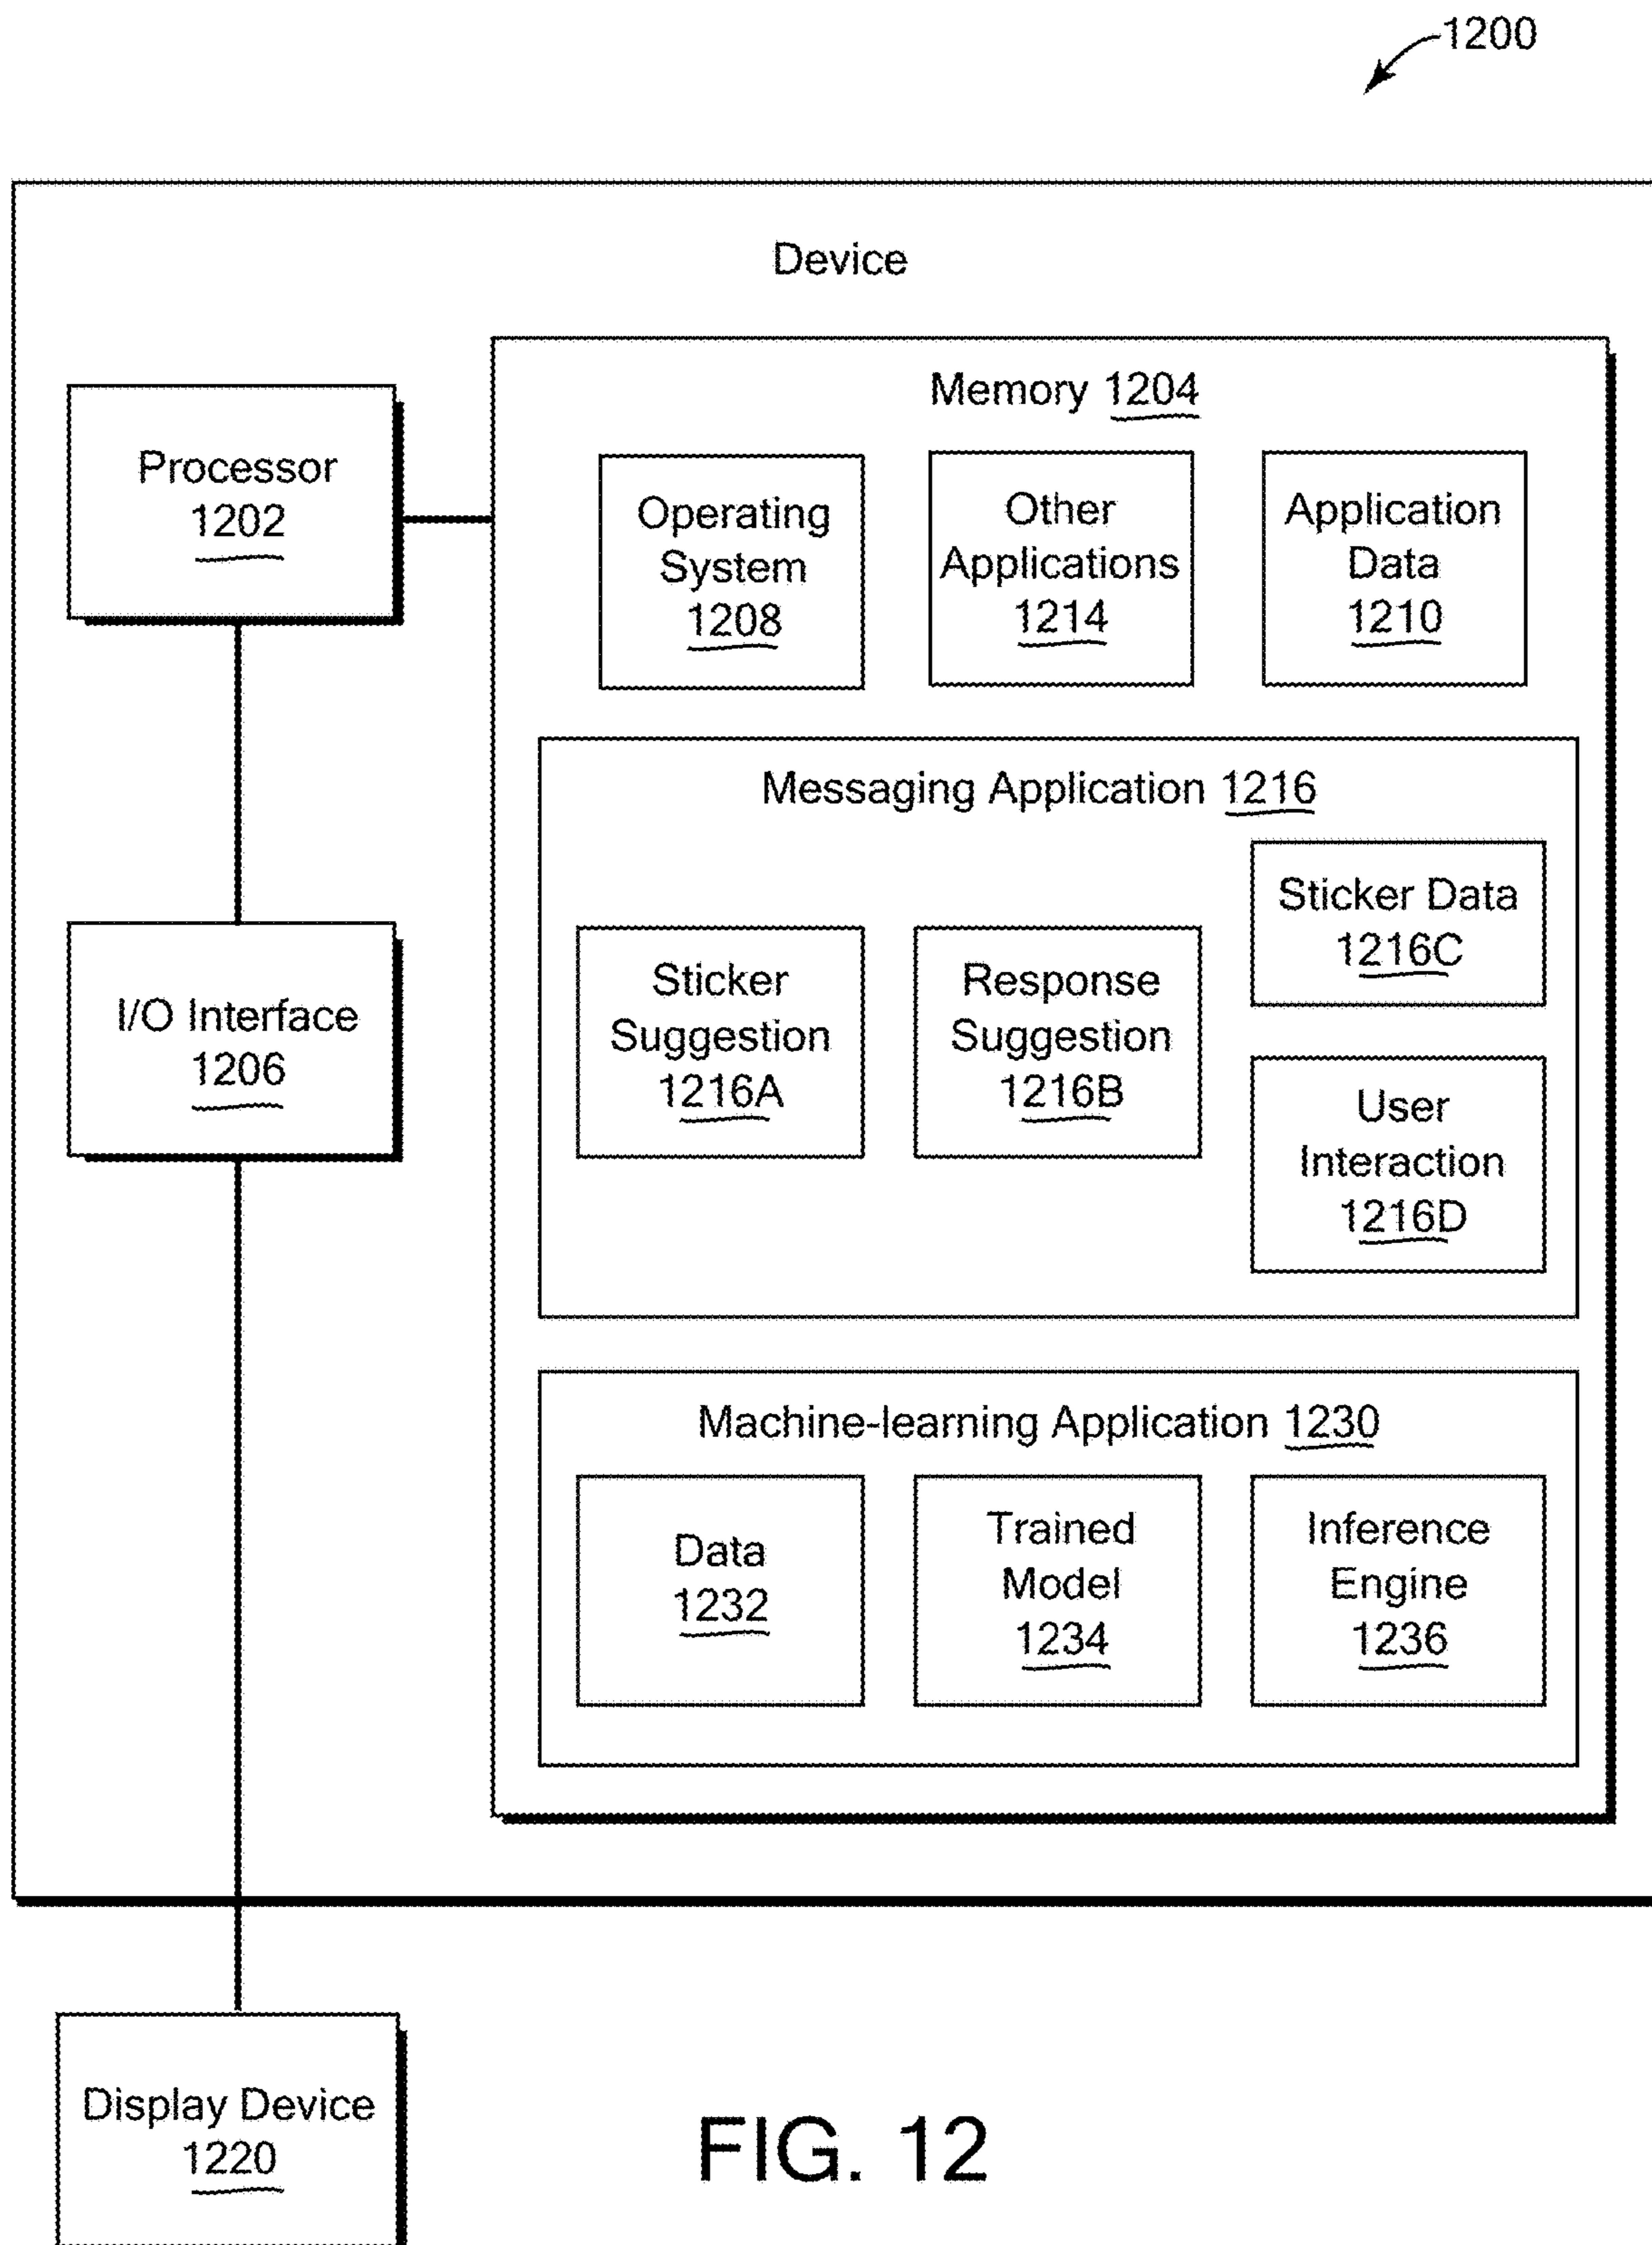 1200
Device
Processor
1202
Memory 1204
Operating
System
1208
Other
Applications
1214
Application
Data
1210
Messaging Application 1216
Sticker
Suggestion
1216A
Response
Suggestion
1216B
Sticker Data
1216C
User
Interaction
1216D
I/O Interface
1206
Machine-learning Application 1230
Data
1232
Trained
Model
1234
Inference
Engine
1236
Display Device
1220
FIG. 12